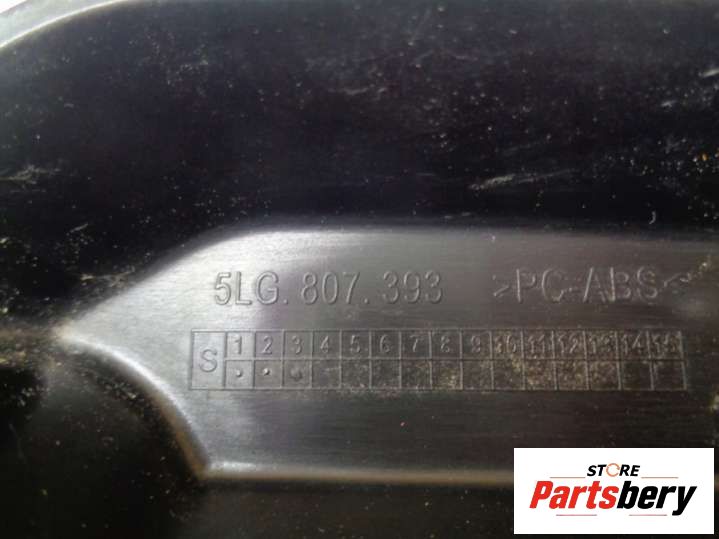 5LG. 807. 393 >PC-ABS<
S 1 2 3 4 5 6 7 8 9 10 11 12 13 14 15
STORE
Partsbery